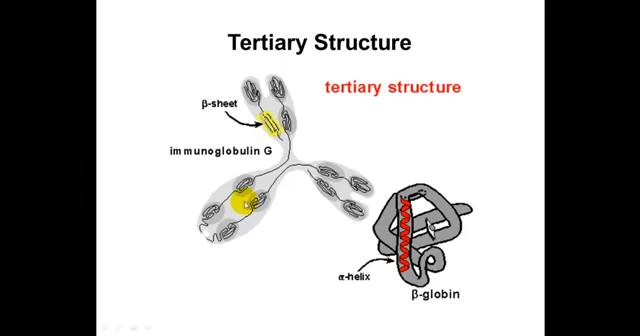 Tertiary Structure
tertiary structure
β-sheet
immunoglobulin G
α-helix
β-globin